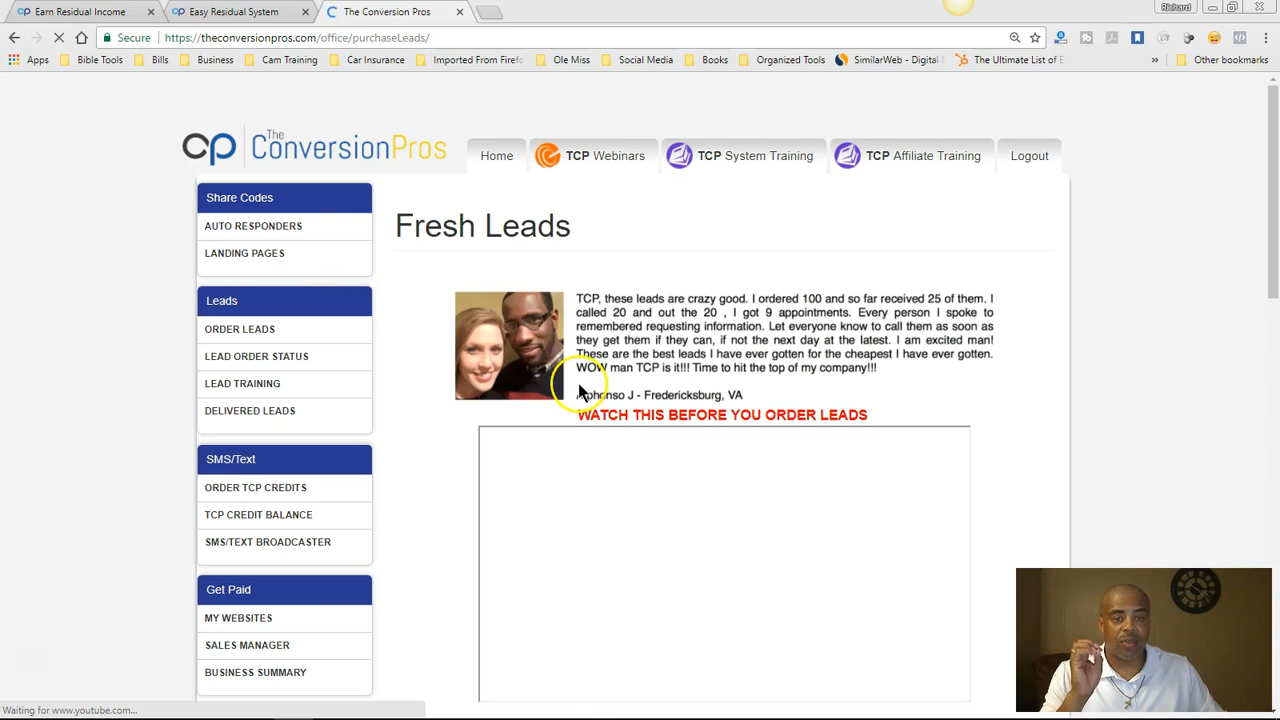 Earn Residual Income
Easy Residual System
The Conversion Pros
Richard
Secure
https://theconversionpros.com/office/purchaseLeads/
Apps
Bible Tools
Bills
Business
Cam Training
Car Insurance
Imported From Firef
Ole Miss
Social Media
Books
Organized Tools
SimilarWeb - Digital
The Ultimate List of
Other bookmarks
cp The ConversionPros
Home
TCP Webinars
TCP System Training
TCP Affiliate Training
Logout
Share Codes
AUTO RESPONDERS
LANDING PAGES
Leads
ORDER LEADS
LEAD ORDER STATUS
LEAD TRAINING
DELIVERED LEADS
SMS/Text
ORDER TCP CREDITS
TCP CREDIT BALANCE
SMS/TEXT BROADCASTER
Get Paid
MY WEBSITES
SALES MANAGER
BUSINESS SUMMARY
Fresh Leads
TCP, these leads are crazy good. I ordered 100 and so far received 25 of them. I
called 20 and out the 20 , I got 9 appointments. Every person I spoke to
remembered requesting information. Let everyone know to call them as soon as
they get them if they can, if not the next day at the latest. I am excited man!
These are the best leads I have ever gotten for the cheapest I have ever gotten.
WOW man TCP is it!!! Time to hit the top of my company!!!
J - Fredericksburg, VA
WATCH THIS BEFORE YOU ORDER LEADS
Waiting for www.youtube.com...